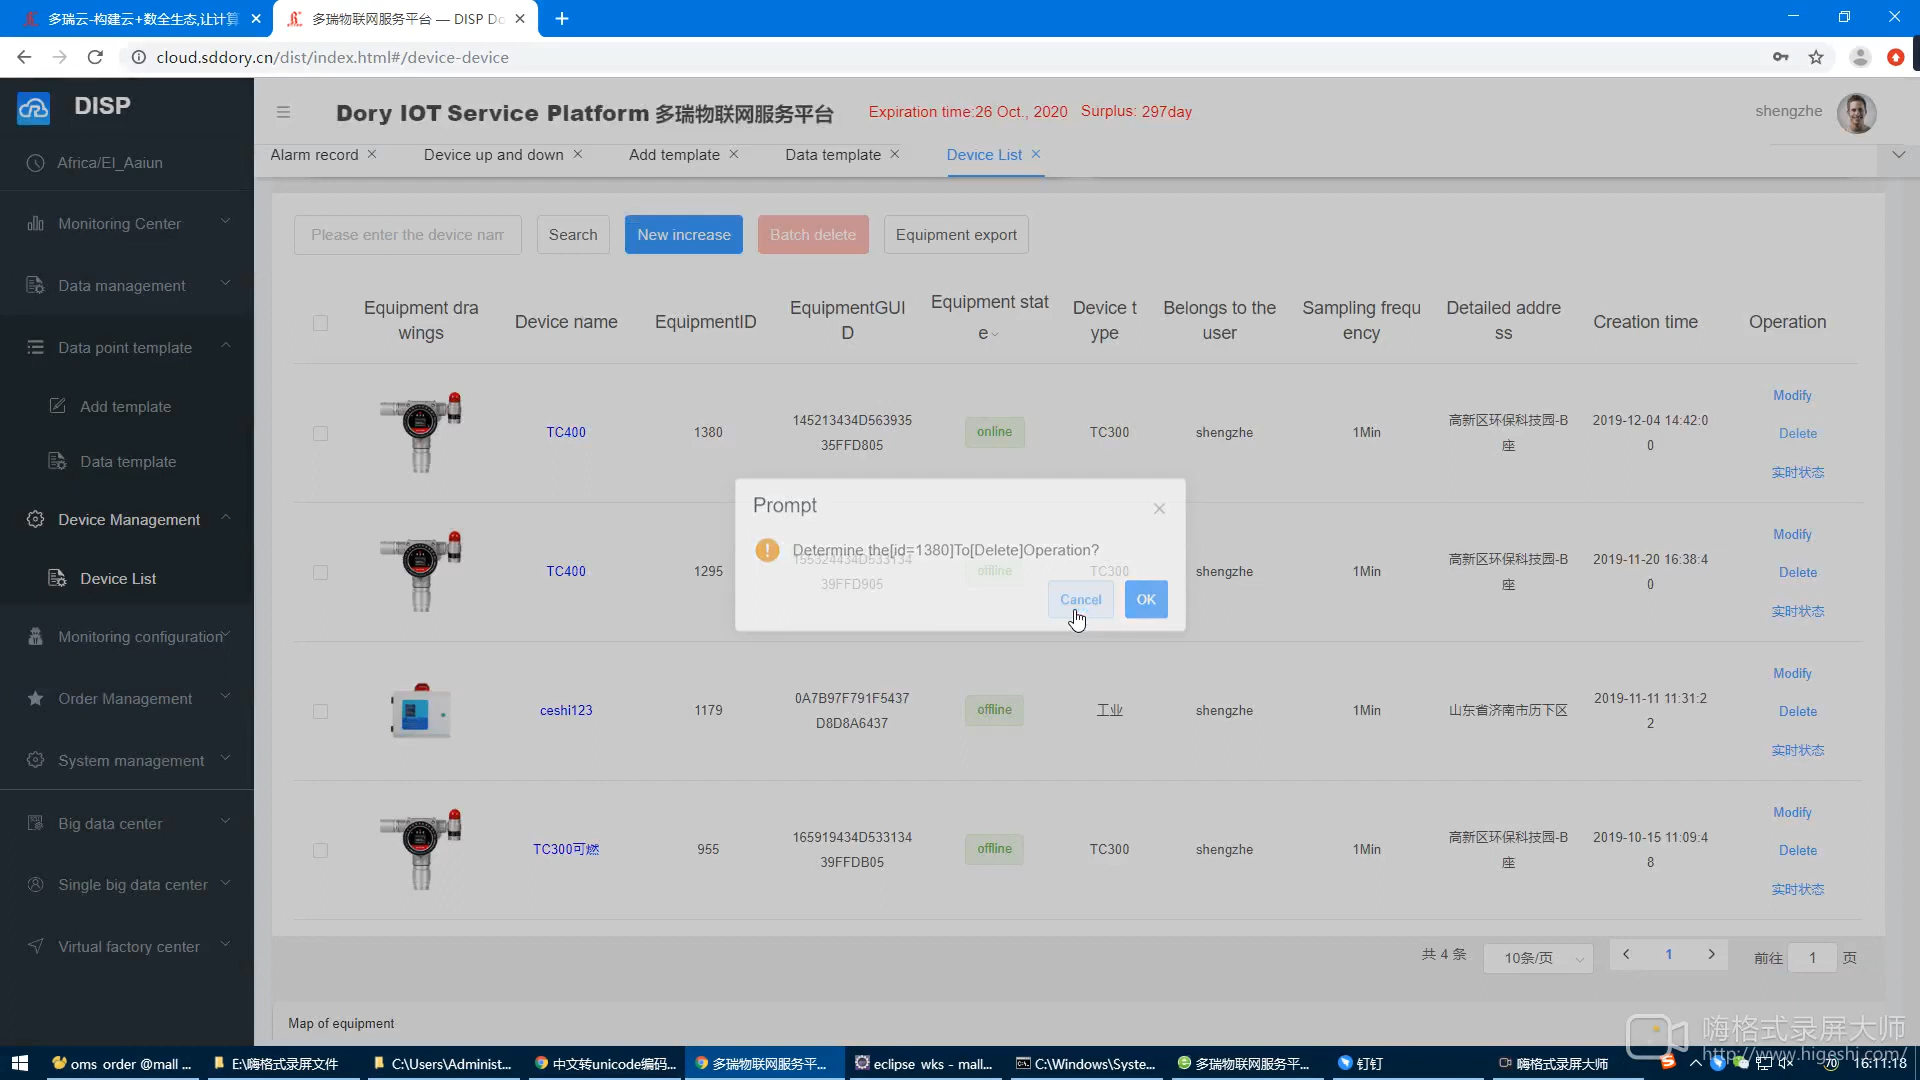 多瑞云-构建云+数全生态,让计算
多瑞物联网服务平台 — DISP Do
cloud.sddory.cn/dist/index.html#/device-device
DISP
Dory IOT Service Platform 多瑞物联网服务平台
Expiration time:26 Oct., 2020 Surplus: 297day
shengzhe
Africa/El_Aaiun
Alarm record
Device up and down
Add template
Data template
Device List
Monitoring Center
Data management
Data point template
Add template
Data template
Device Management
Device List
Monitoring configuration
Order Management
System management
Big data center
Single big data center
Virtual factory center
Please enter the device nam
Search
New increase
Batch delete
Equipment export
Equipment dra
wings
Device name
EquipmentID
EquipmentGUI
D
Equipment stat
e
Device t
ype
Belongs to the
user
Sampling frequ
ency
Detailed addre
ss
Creation time
Operation
TC400
1380
145213434D563935
35FFD805
online
TC300
shengzhe
1Min
高新区环保科技园-B
座
2019-12-04 14:42:0
0
Modify
Delete
实时状态
TC400
1295
155324434D533134
39FFD905
offline
TC300
shengzhe
1Min
高新区环保科技园-B
座
2019-11-20 16:38:4
0
Modify
Delete
实时状态
ceshi123
1179
0A7B97F791F5437
D8D8A6437
offline
工业
shengzhe
1Min
山东省济南市历下区
2019-11-11 11:31:2
2
Modify
Delete
实时状态
TC300可燃
955
165919434D533134
39FFDB05
offline
TC300
shengzhe
1Min
高新区环保科技园-B
座
2019-10-15 11:09:4
8
Modify
Delete
实时状态
Prompt
Determine the[id=1380]To[Delete]Operation?
Cancel
OK
共 4 条
10条/页
1
前往 1 页
Map of equipment
嗨格式录屏大师
http://www.higeshi.com/
oms_order @mall ...
E:\嗨格式录屏文件
C:\Users\Administ...
中文转unicode编码...
多瑞物联网服务平...
eclipse_wks - mall...
C:\Windows\Syste...
多瑞物联网服务平...
钉钉
嗨格式录屏大师
70
16:11:18